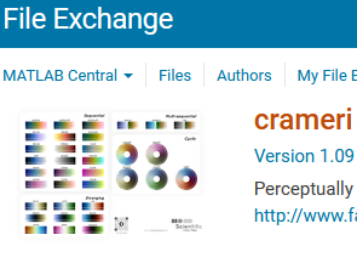 File Exchange
MATLAB Central Files Authors My File E
crameri
Version 1.09
Perceptually
http://www.fa
Sequential
Multi-sequential
Cyclic
Scientific